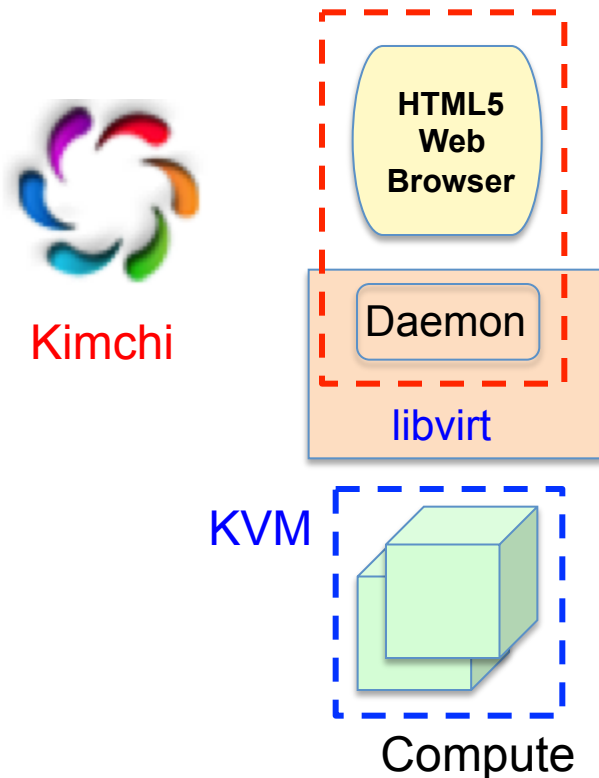 HTML5
Web
Browser
Kimchi
Daemon
libvirt
KVM
Compute